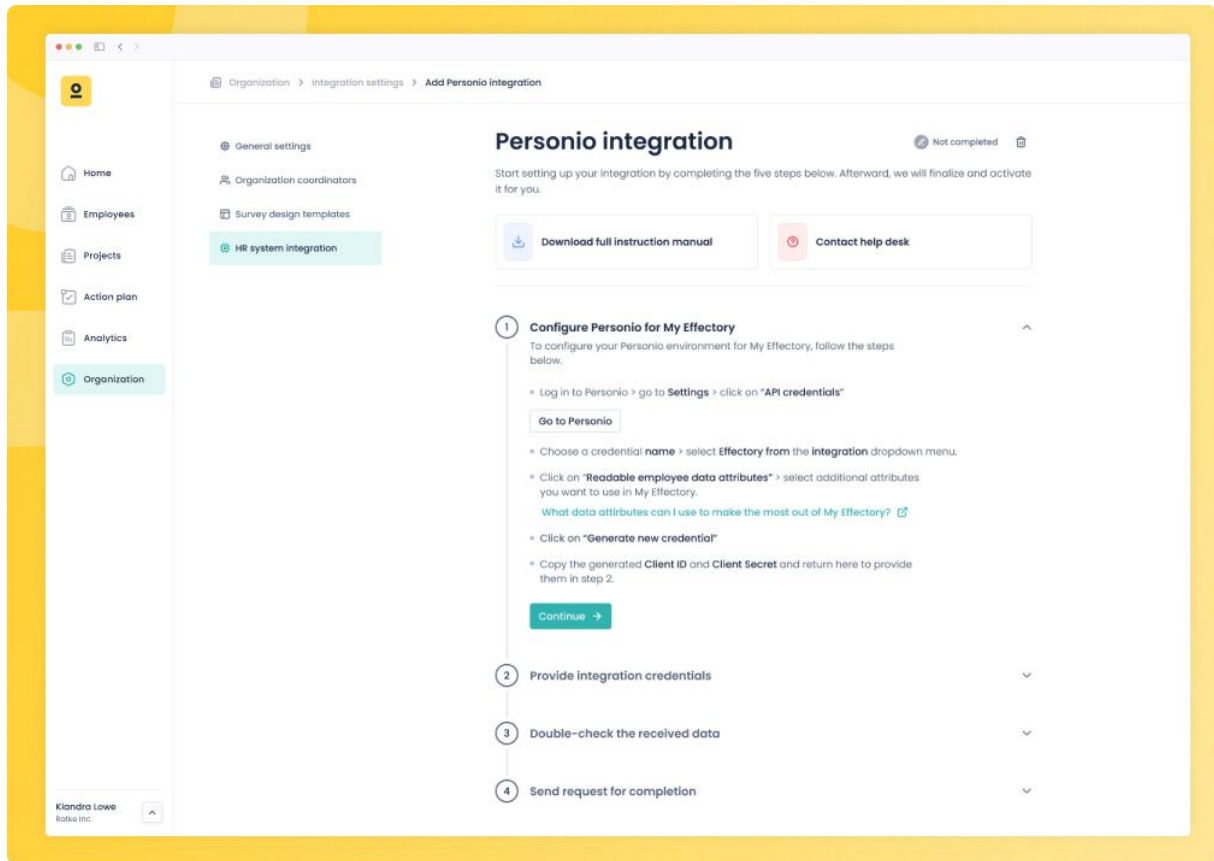 Organization > Integration settings > Add Personio integration
Home
Employees
Projects
Action plan
Analytics
Organization
Kiandra Lowe
Ratke Inc.
General settings
Organization coordinators
Survey design templates
HR system integration
Personio integration
Not completed
Start setting up your integration by completing the five steps below. Afterward, we will finalize and activate
it for you.
Download full instruction manual
Contact help desk
1
Configure Personio for My Effectory
To configure your Personio environment for My Effectory, follow the steps
below.
Log in to Personio > go to Settings > click on "API credentials"
Go to Personio
Choose a credential name > select Effectory from the integration dropdown menu.
Click on "Readable employee data attributes" > select additional attributes
you want to use in My Effectory.
What data attirbutes can I use to make the most out of My Effectory?
Click on "Generate new credential"
Copy the generated Client ID and Client Secret and return here to provide
them in step 2.
Continue →
2
Provide integration credentials
3
Double-check the received data
4
Send request for completion